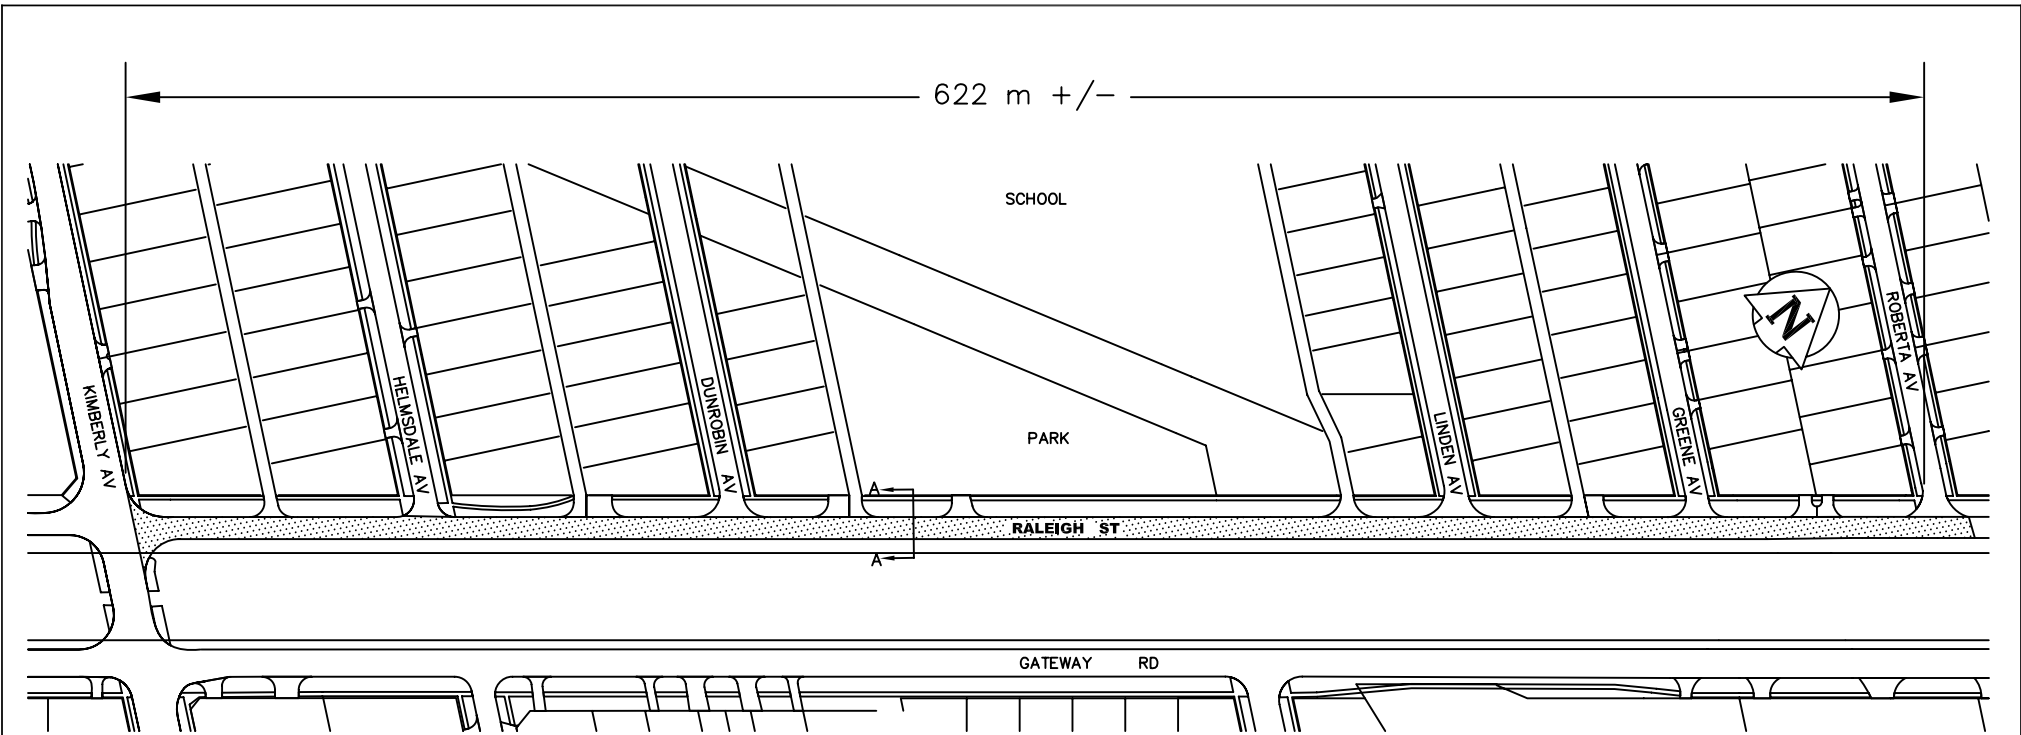 622 m +/-
SCHOOL
N
ROBERTA AV
KIMBERLY AV
HELMSDALE AV
DUNROBIN AV
PARK
LINDEN AV
GREENE AV
A
RALEIGH ST
A
GATEWAY RD